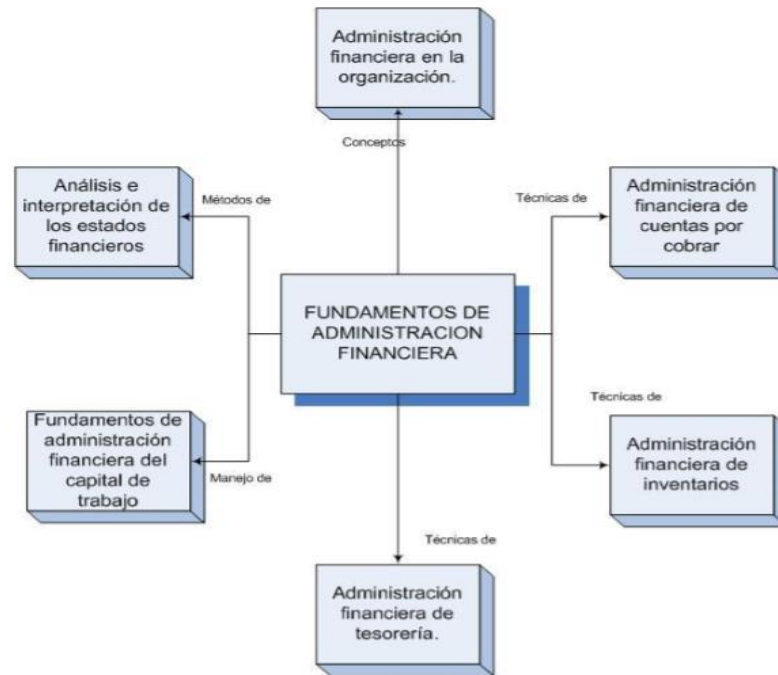 Administración
financiera en la
organización.
Conceptos
Análisis e
interpretación de
los estados
financieros
Métodos de
Técnicas de
Administración
financiera de
cuentas por
cobrar
FUNDAMENTOS DE
ADMINISTRACION
FINANCIERA
Fundamentos de
administración
financiera del
capital de
trabajo
Manejo de
Técnicas de
Administración
financiera de
inventarios
Técnicas de
Administración
financiera de
tesorería.